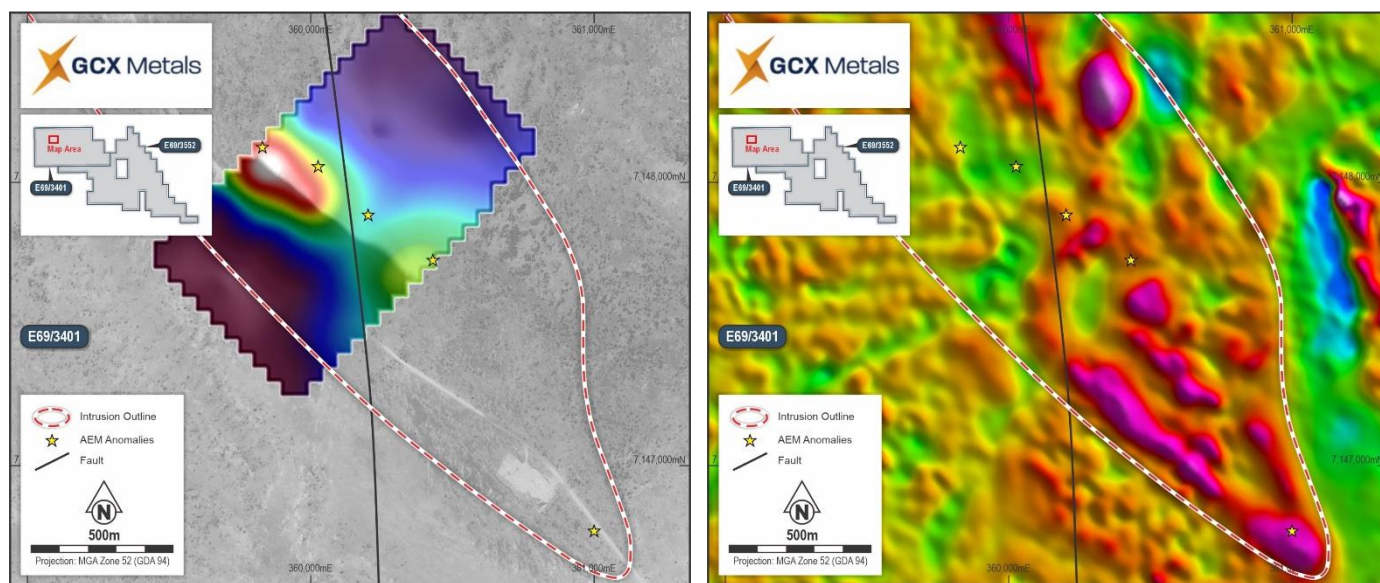 360,000mE
361,000mE
GCX Metals
Map Area
E69/3552
E69/3401
7,148,000mN
E69/3401
7,147,000mN
Intrusion Outline
AEM Anomalies
Fault
N
500m
Projection: MGA Zone 52 (GDA 94)
360,000mE
361,000mE
361,000mE
GCX Metals
Map Area
E69/3552
E69/3401
7,148,000mN
E69/3401
7,147,000mN
Intrusion Outline
AEM Anomalies
Fault
N
500m
Projection: MGA Zone 52 (GDA 94)
360,000mE
361,000mE